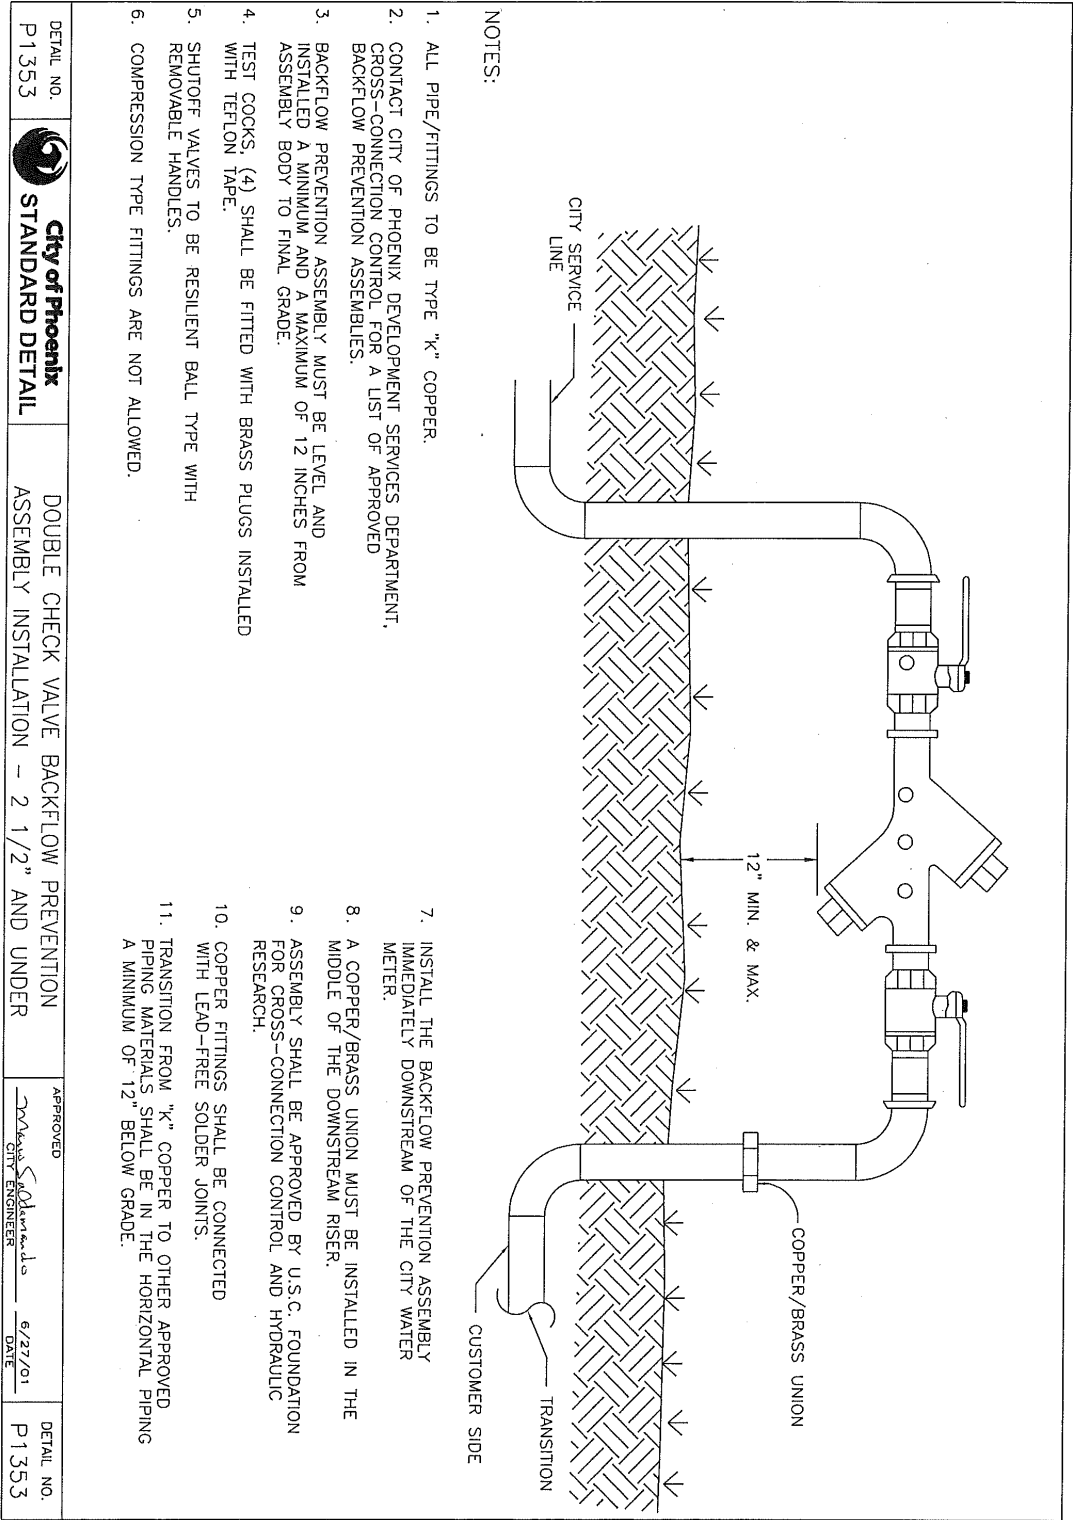 CITY SERVICE
LINE
12" MIN. & MAX.
COPPER/BRASS UNION
TRANSITION
CUSTOMER SIDE
NOTES:
1. ALL PIPE/FITTINGS TO BE TYPE "K" COPPER.
2. CONTACT CITY OF PHOENIX DEVELOPMENT SERVICES DEPARTMENT,
CROSS-CONNECTION CONTROL FOR A LIST OF APPROVED
BACKFLOW PREVENTION ASSEMBLIES.
3. BACKFLOW PREVENTION ASSEMBLY MUST BE LEVEL AND
INSTALLED A MINIMUM AND A MAXIMUM OF 12 INCHES FROM
ASSEMBLY BODY TO FINAL GRADE.
4. TEST COCKS, (4) SHALL BE FITTED WITH BRASS PLUGS INSTALLED
WITH TEFLON TAPE.
5. SHUTOFF VALVES TO BE RESILIENT BALL TYPE WITH
REMOVABLE HANDLES.
6. COMPRESSION TYPE FITTINGS ARE NOT ALLOWED.
7. INSTALL THE BACKFLOW PREVENTION ASSEMBLY
IMMEDIATELY DOWNSTREAM OF THE CITY WATER
METER.
8. A COPPER/BRASS UNION MUST BE INSTALLED IN THE
MIDDLE OF THE DOWNSTREAM RISER.
9. ASSEMBLY SHALL BE APPROVED BY U.S.C. FOUNDATION
FOR CROSS-CONNECTION CONTROL AND HYDRAULIC
RESEARCH.
10. COPPER FITTINGS SHALL BE CONNECTED
WITH LEAD-FREE SOLDER JOINTS.
11. TRANSITION FROM "K" COPPER TO OTHER APPROVED
PIPING MATERIALS SHALL BE IN THE HORIZONTAL PIPING
A MINIMUM OF 12" BELOW GRADE.
DETAIL NO.
P1353
City of Phoenix
STANDARD DETAIL
DOUBLE CHECK VALVE BACKFLOW PREVENTION
ASSEMBLY INSTALLATION - 2 1/2" AND UNDER
APPROVED
CITY ENGINEER
6/27/01
DATE
DETAIL NO.
P1353